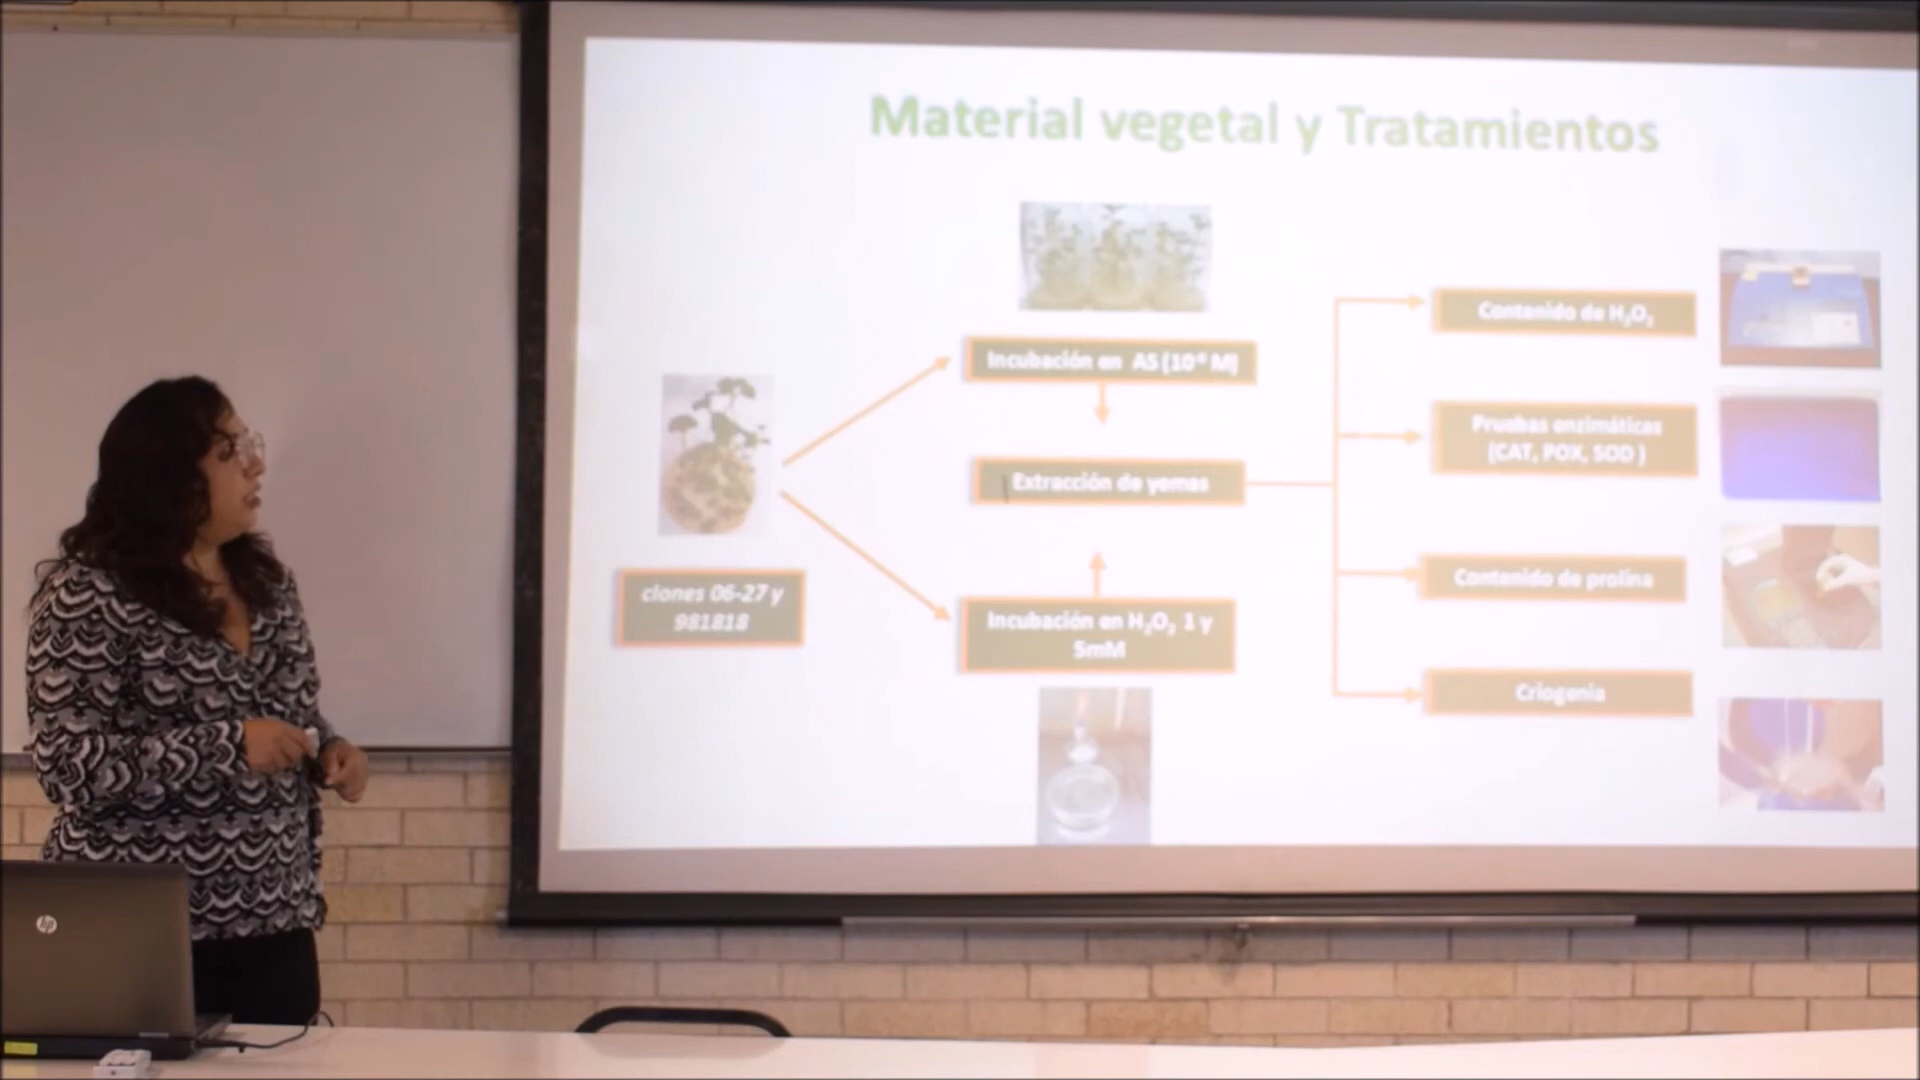 Material vegetal y Tratamientos
Incubación en AS (10⁻⁶ M)
Contenido de H₂O₂
Pruebas enzimáticas
(CAT, POX, SOD )
Extracción de yemas
clones 06-27 y
981818
Incubación en H₂O₂ 1 y
5mM
Contenido de prolina
Criogenia
hp